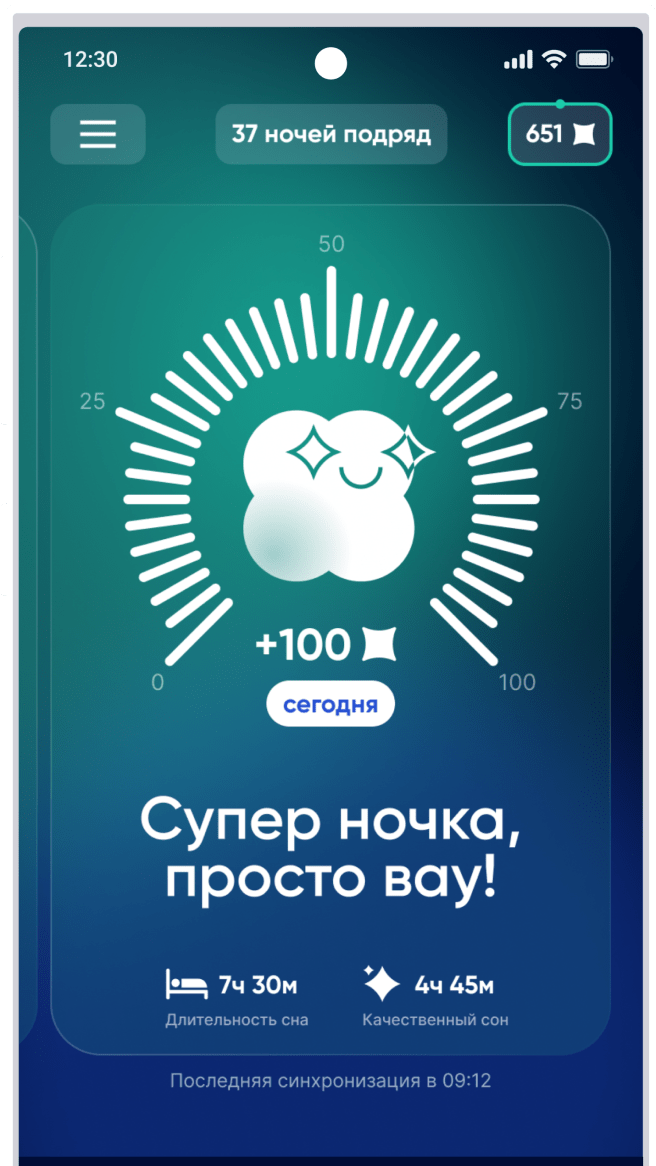 12:30
37 ночей подряд
651
50
25
75
+100
0
100
сегодня
Супер ночка,
просто вау!
7ч 30м
4ч 45м
Длительность сна
Качественный сон
Последняя синхронизация в 09:12